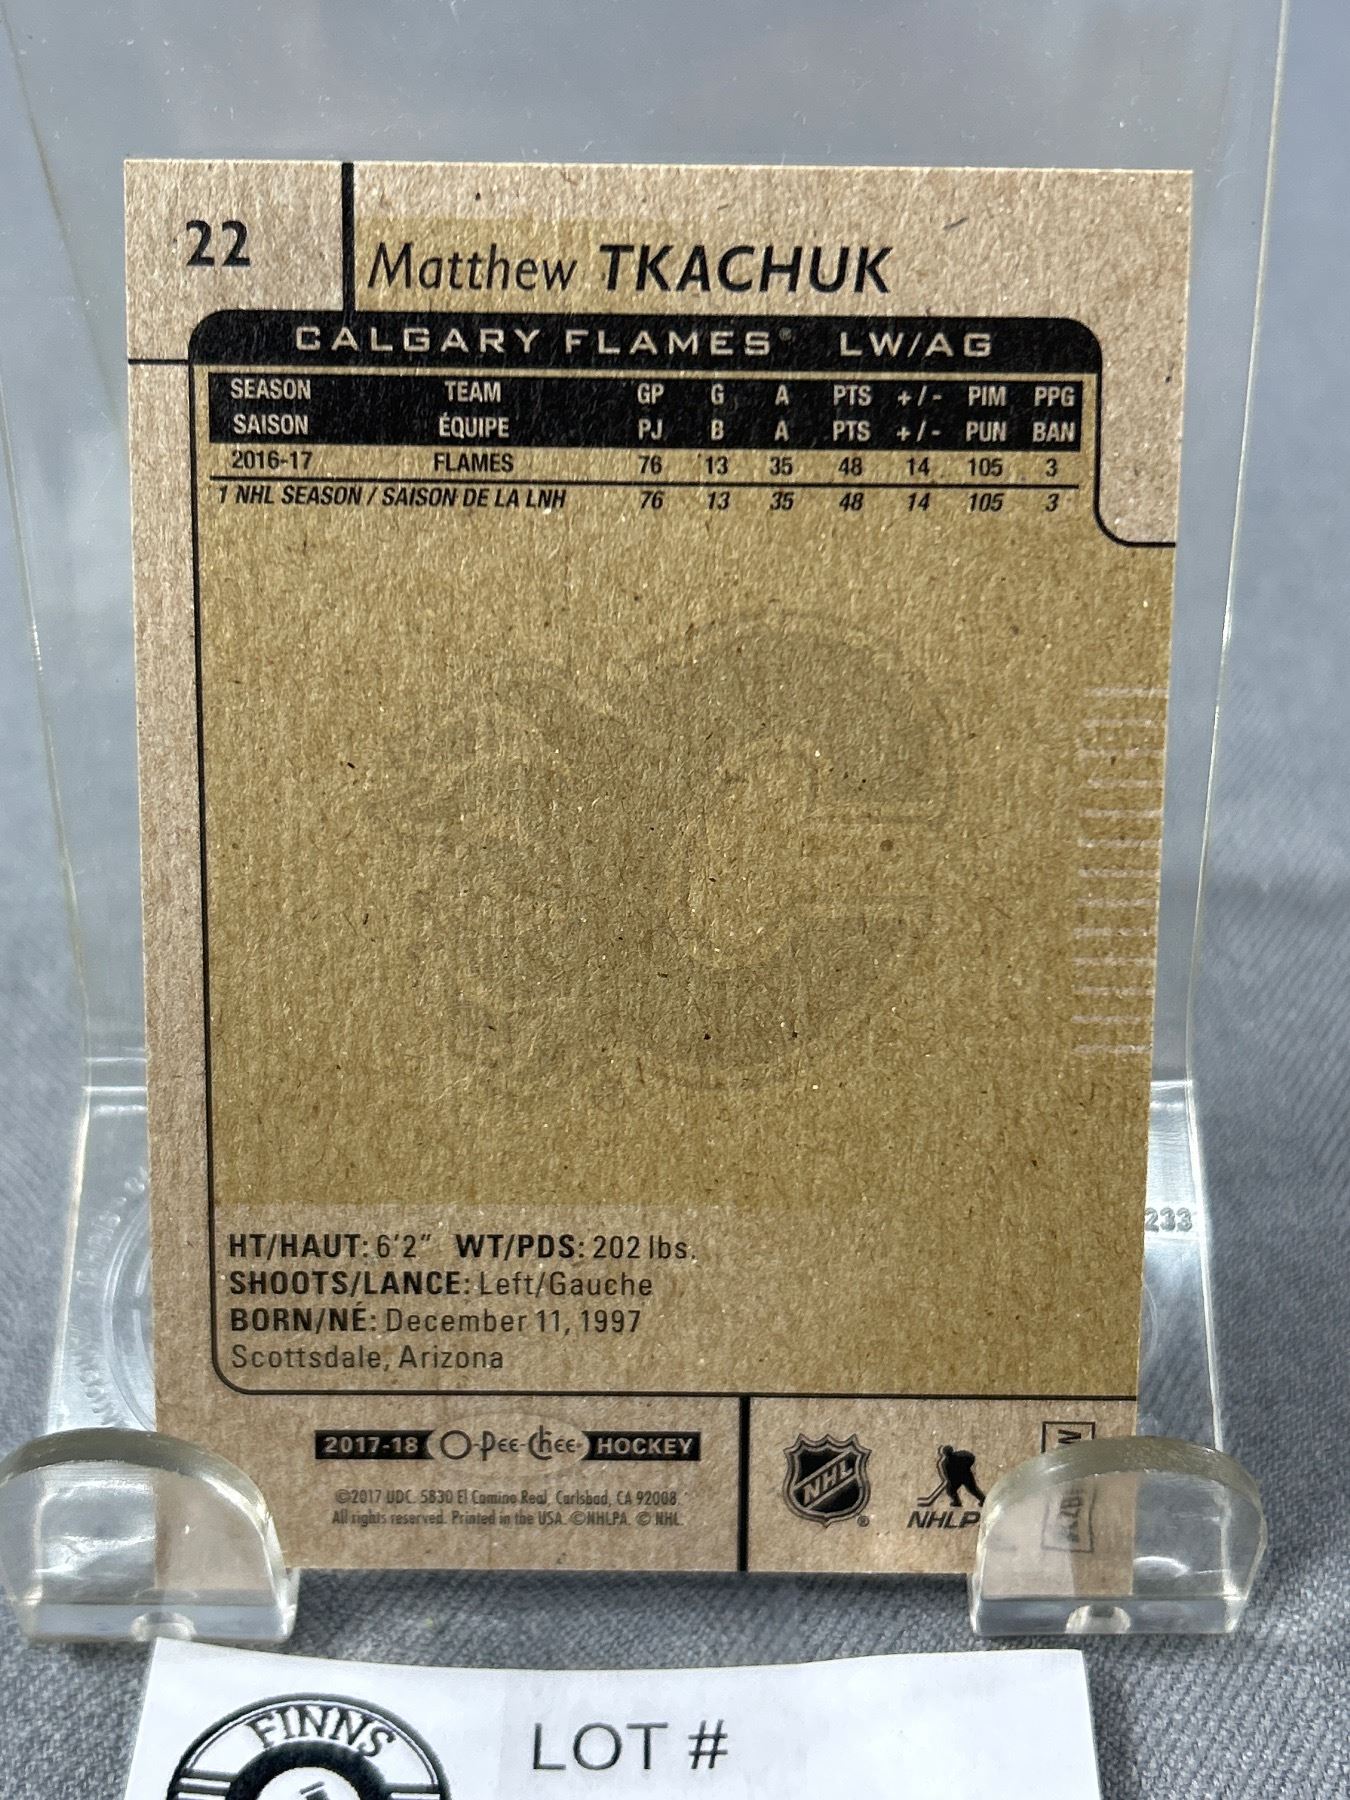 22
Matthew TKACHUK
CALGARY FLAMES® LW/AG
SEASON TEAM GP G A PTS +/- PIM PPG
SAISON ÉQUIPE PJ B A PTS +/- PUN BAN
2016-17 FLAMES 76 13 35 48 14 105 3
1 NHL SEASON / SAISON DE LA LNH 76 13 35 48 14 105 3
HT/HAUT: 6'2" WT/PDS: 202 lbs.
SHOOTS/LANCE: Left/Gauche
BORN/NÉ: December 11, 1997
Scottsdale, Arizona
233
2017-18 O-Pee-Chee HOCKEY
©2017 UDC. 5830 El Camino Real, Carlsbad, CA 92008.
All rights reserved. Printed in the USA. ©NHLPA. © NHL.
NHL®
NHLP
FINNS
LOT #